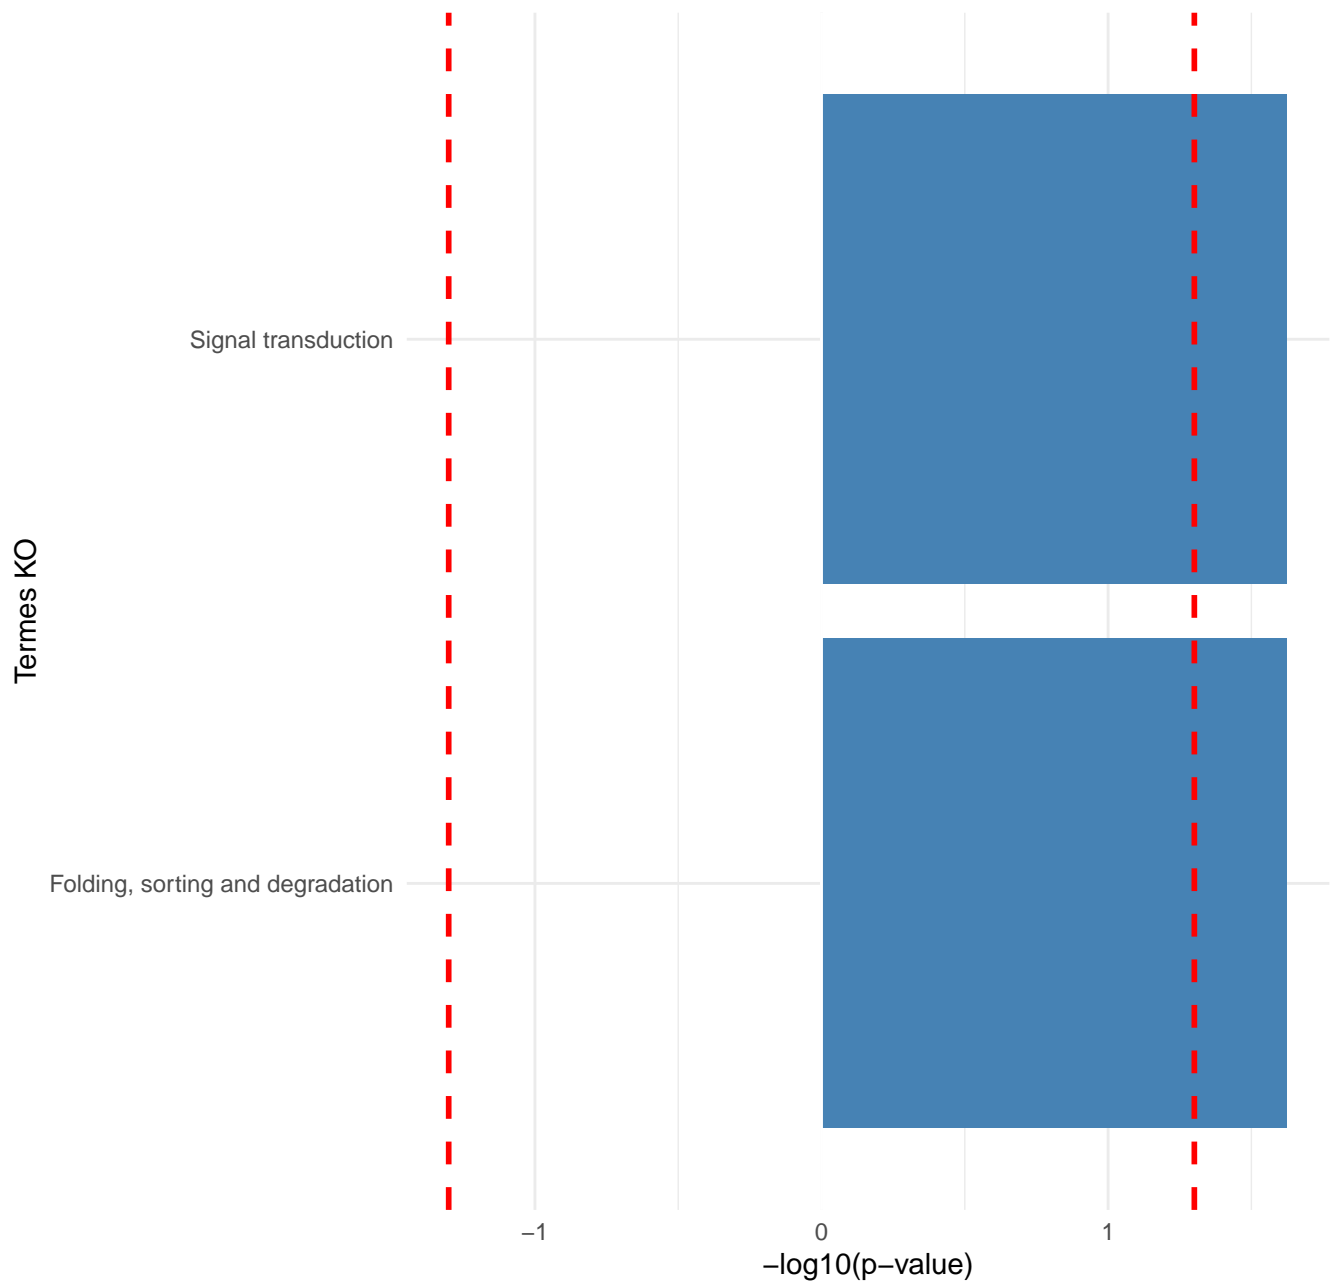 Termes KO
Signal transduction
Folding, sorting and degradation
−1 0 1
−log10(p−value)